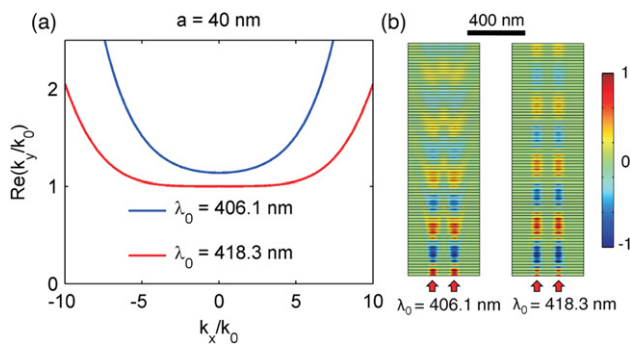 (a)
a = 40 nm
Re(k_y/k_0)
2
1
0
λ_0 = 406.1 nm
λ_0 = 418.3 nm
-10 -5 0 5 10
k_x/k_0
(b)
400 nm
1
0
-1
λ_0 = 406.1 nm λ_0 = 418.3 nm